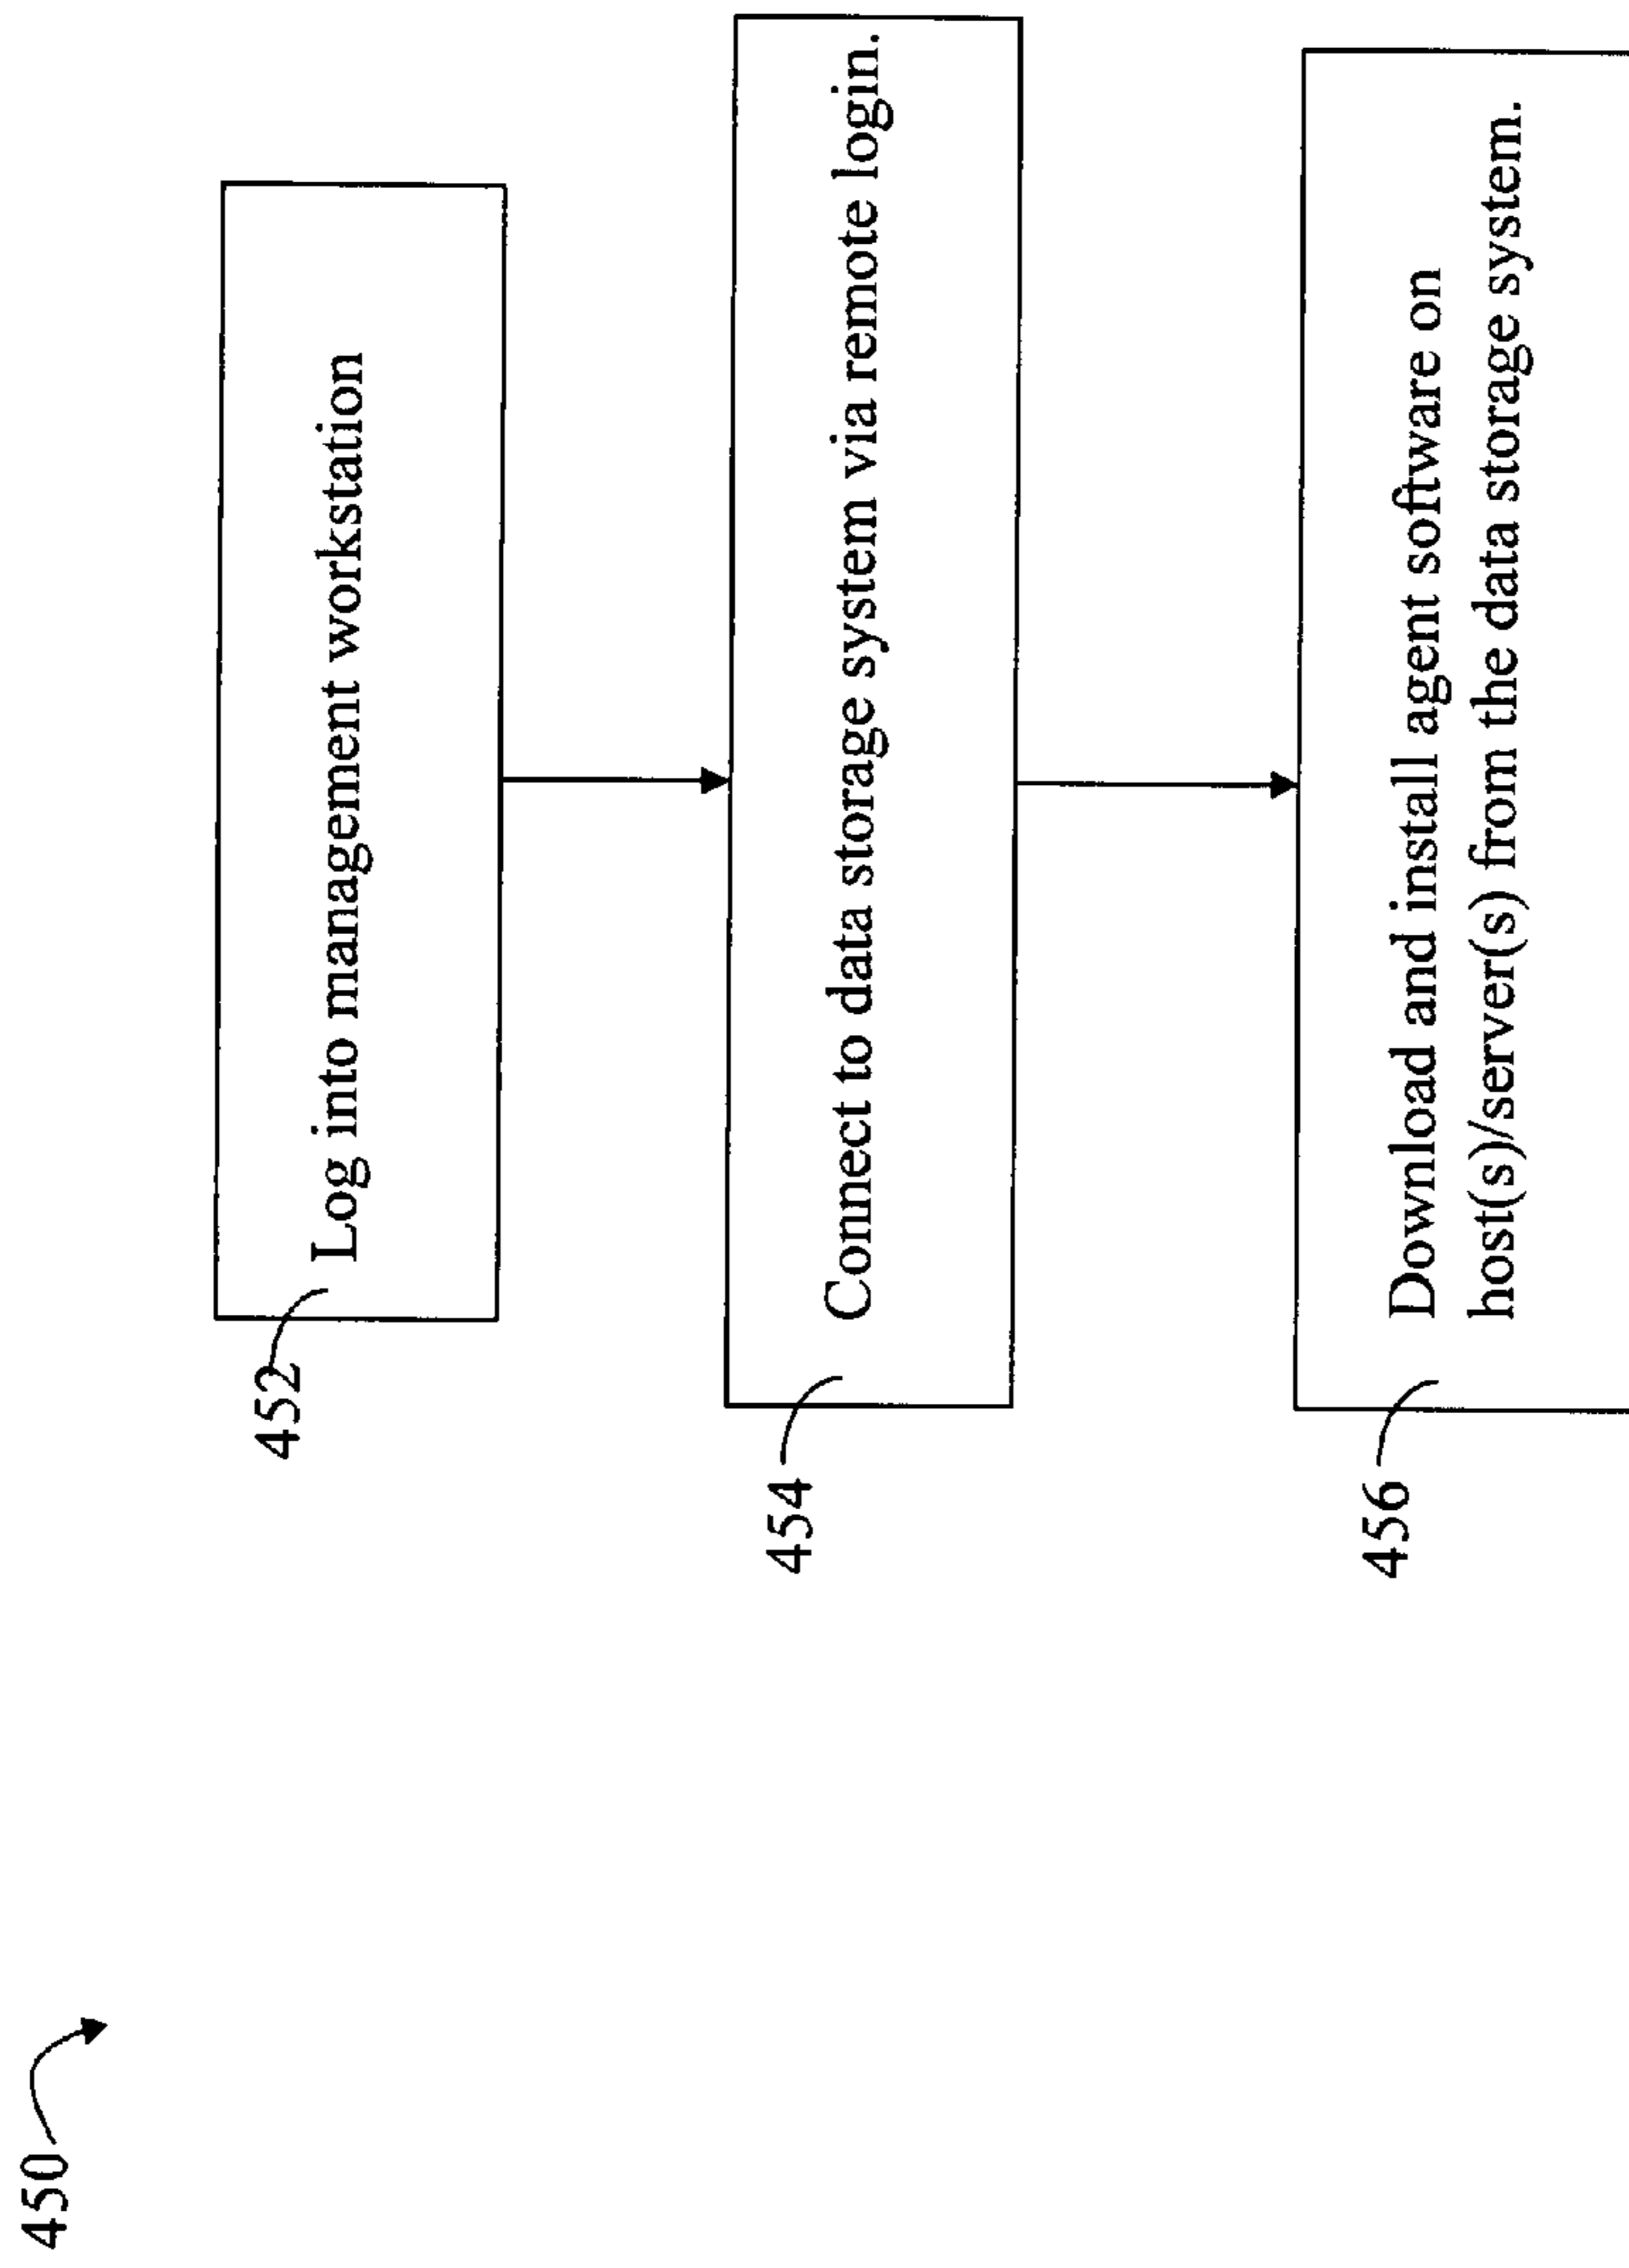 450
452
Log into management workstation
454
Connect to data storage system via remote login.
456
Download and install agent software on
host(s)/server(s) from the data storage system.